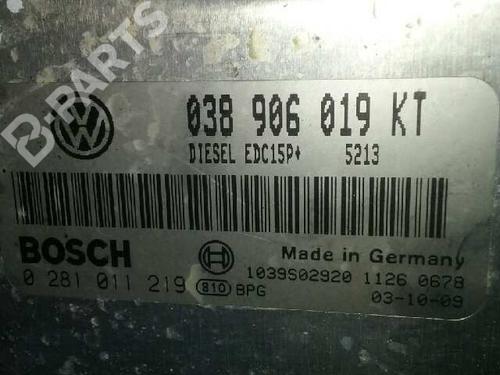 B-PARTS
038 906 019 KT
DIESEL EDC15P+ 5213
BOSCH
Made in Germany
0 281 011 219 810 BPG
1039S02920 1126 0678
03-10-09